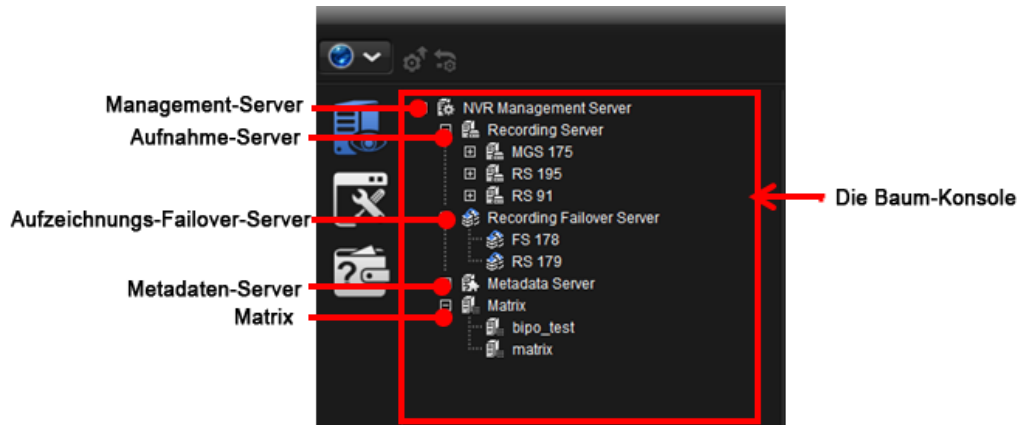 Management-Server
NVR Management Server
Aufnahme-Server
Recording Server
MGS 175
RS 195
RS 91
Die Baum-Konsole
Aufzeichnungs-Failover-Server
Recording Failover Server
FS 178
RS 179
Metadaten-Server
Metadata Server
Matrix
Matrix
bipo_test
matrix